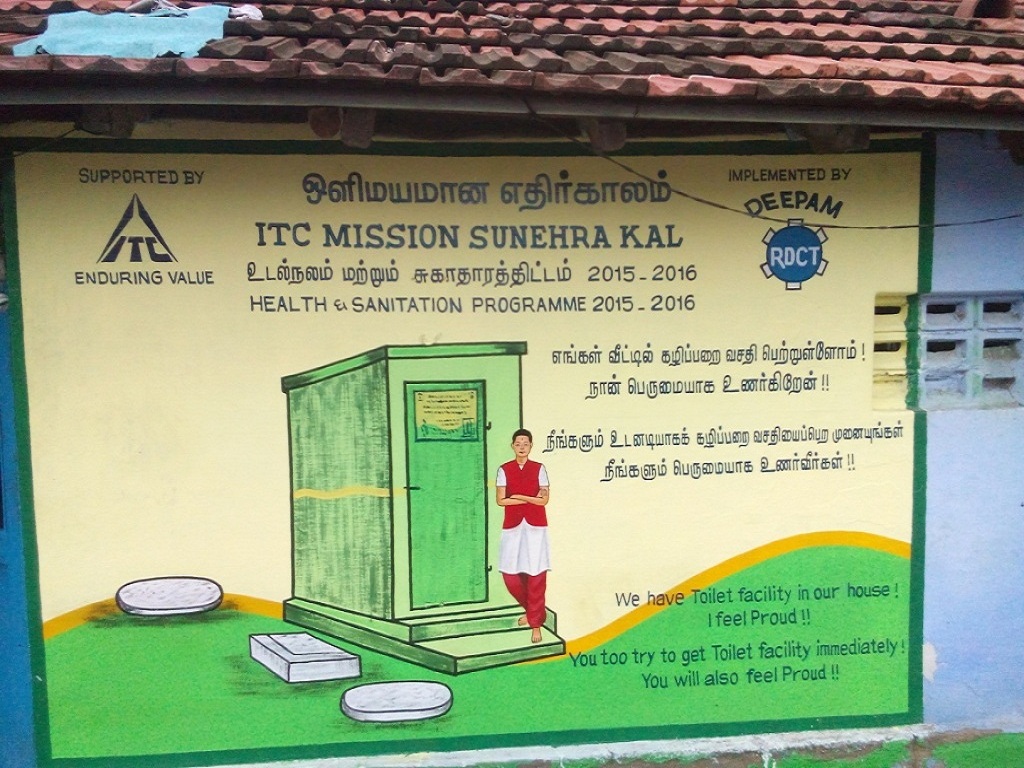 SUPPORTED BY
ITC
ENDURING VALUE
ஒளிமயமான எதிர்காலம்
ITC MISSION SUNEHRA KAL
உடல்நலம் மற்றும் சுகாதாரத்திட்டம் 2015-2016
HEALTH & SANITATION PROGRAMME 2015-2016
IMPLEMENTED BY
DEEPAM
RDCT
எங்கள் வீட்டில் கழிப்பறை வசதி பெற்றுள்ளோம் !
நான் பெருமையாக உணர்கிறேன் !!
நீங்களும் உடனடியாகக் கழிப்பறை வசதியைப்பெற முனையுங்கள்
நீங்களும் பெருமையாக உணர்வீர்கள் !!
We have Toilet facility in our house !
I feel Proud !!
You too try to get Toilet facility immediately !
You will also feel Proud !!